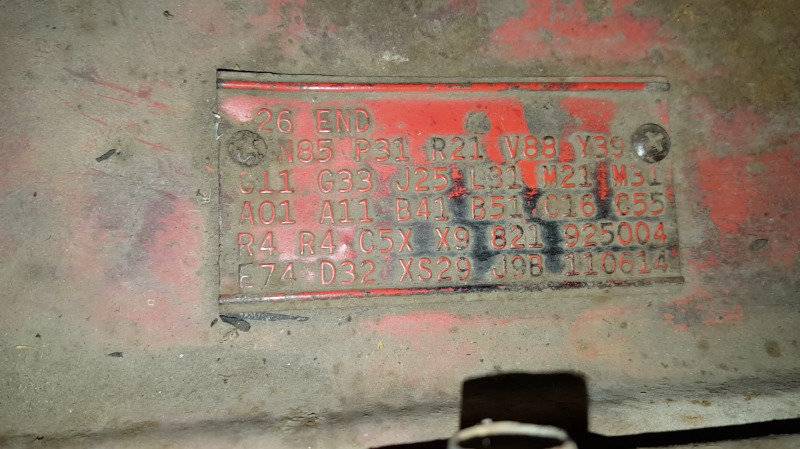 26 END
N85 P31 R21 V88 Y39
G11 G33 J25 L31 M21 M31
A01 A11 B41 B51 C16 C55
R4 R4 C5X X9 821 925004
E74 D32 XS29 J9B 110614